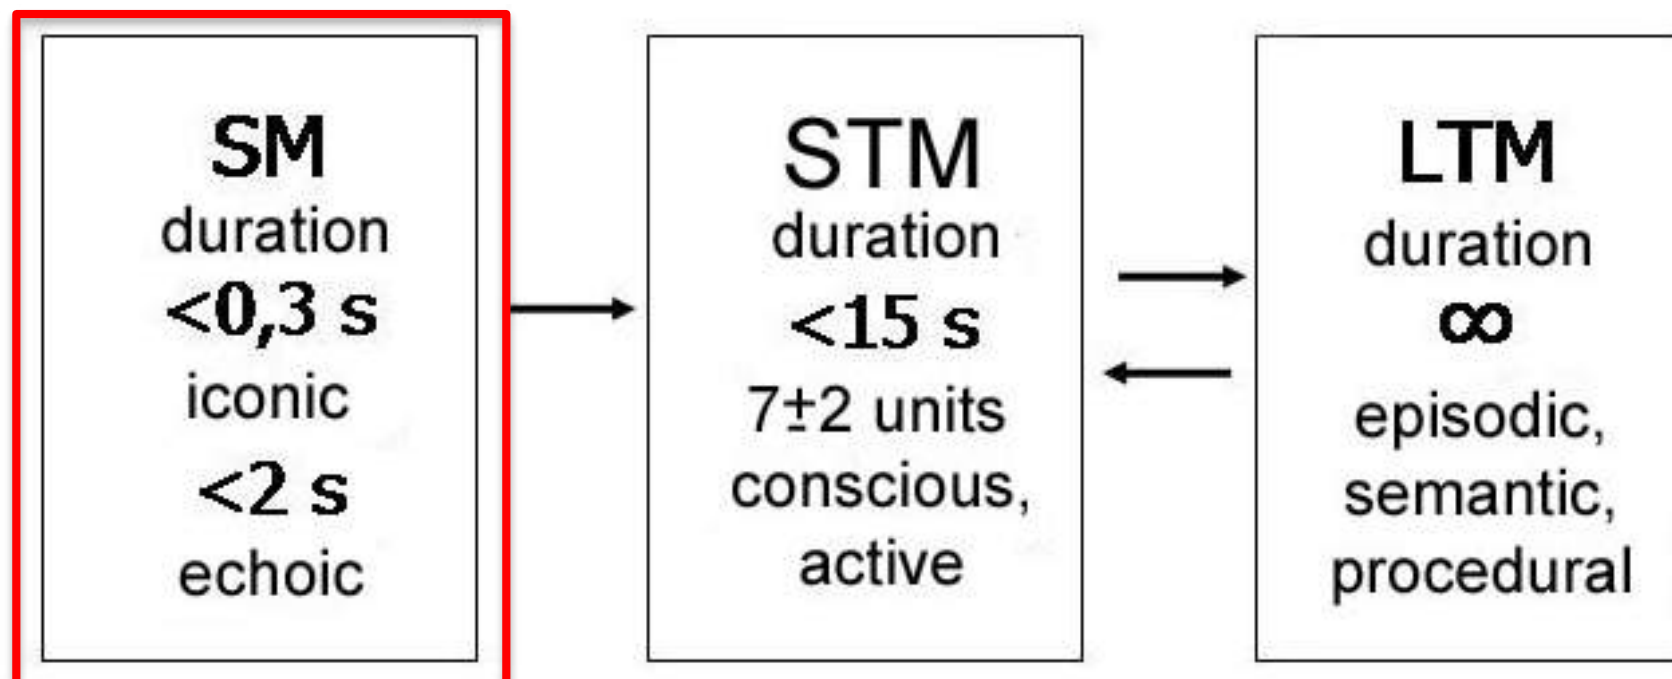 SM
duration
<0,3 s
iconic
<2 s
echoic
STM
duration
<15 s
7±2 units
conscious,
active
LTM
duration
∞
episodic,
semantic,
procedural